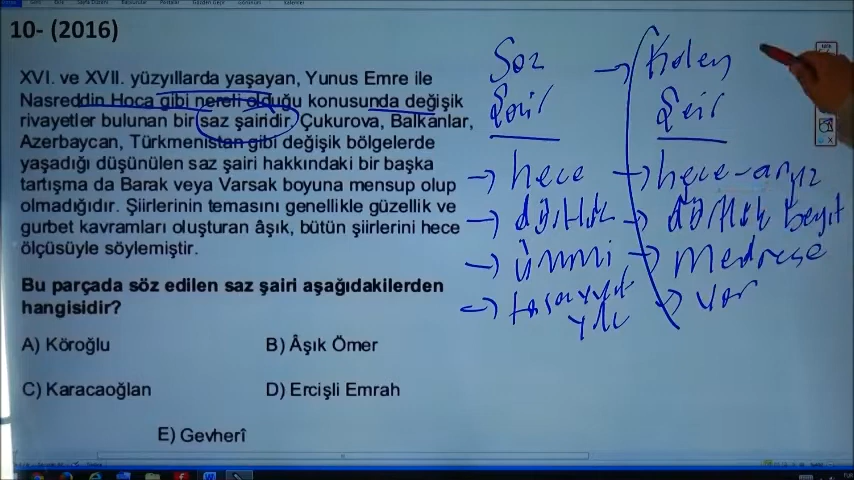 10- (2016)
XVI. ve XVII. yüzyıllarda yaşayan, Yunus Emre ile
Nasreddin Hoca gibi nereli olduğu konusunda değişik
rivayetler bulunan bir saz şairidir. Çukurova, Balkanlar,
Azerbaycan, Türkmenistan gibi değişik bölgelerde
yaşadığı düşünülen saz şairi hakkındaki bir başka
tartışma da Barak veya Varsak boyuna mensup olup
olmadığıdır. Şiirlerinin temasını genellikle güzellik ve
gurbet kavramları oluşturan âşık, bütün şiirlerini hece
ölçüsüyle söylemiştir.
Bu parçada söz edilen saz şairi aşağıdakilerden
hangisidir?
A) Köroğlu
B) Âşık Ömer
C) Karacaoğlan
D) Ercişli Emrah
E) Gevherî
Saz
Şair
→ hece
→ dörtlük
→ ümmi
→ tasavvuf
yok
→ Kalem
Şair
→ hece-aruz
→ dörtlük beyit
→ Medrese
→ var